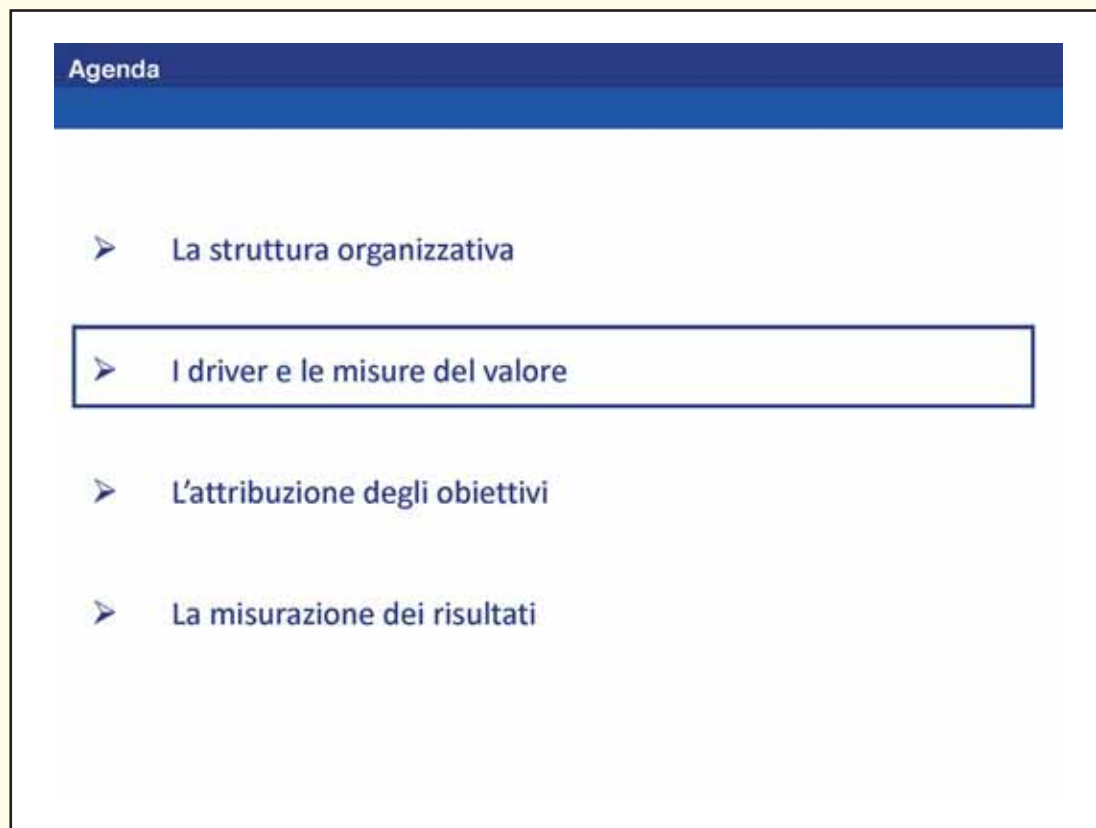 Agenda
➢ La struttura organizzativa
➢ I driver e le misure del valore
➢ L'attribuzione degli obiettivi
➢ La misurazione dei risultati